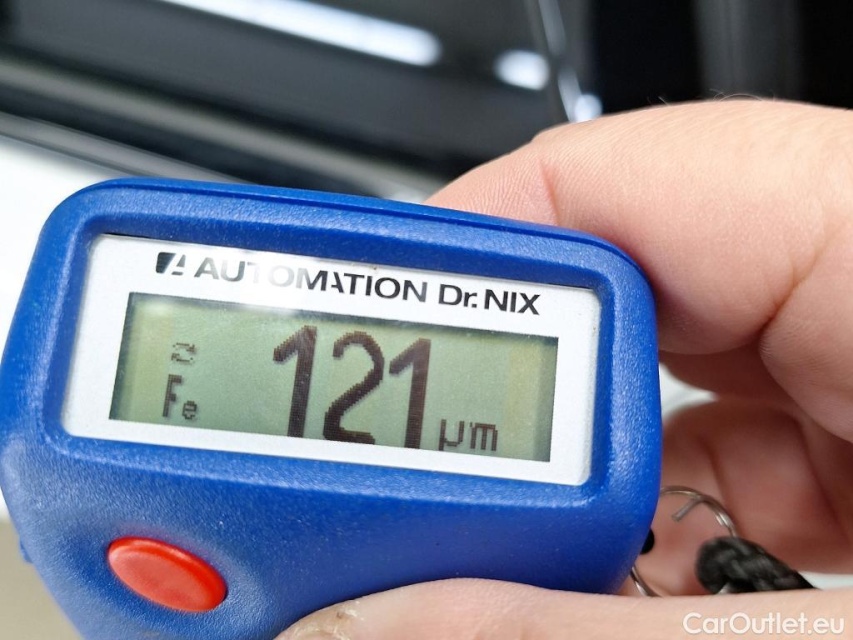 AUTOMATION Dr. NIX
Fe 121 µm
CarOutlet.eu